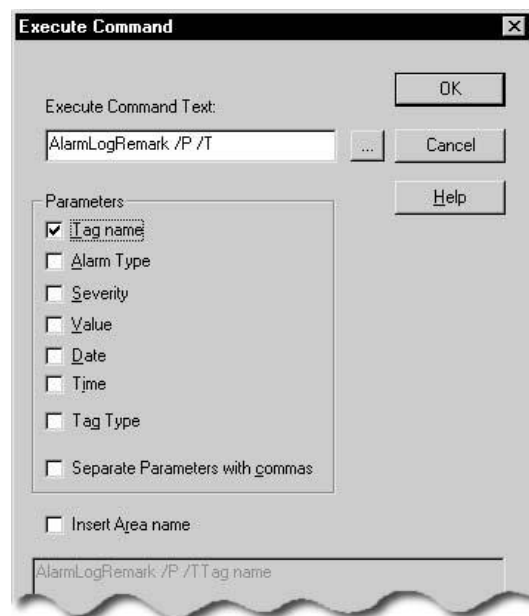 Execute Command
OK
Execute Command Text:
AlarmLogRemark /P /T
...
Cancel
Help
Parameters
Tag name
Alarm Type
Severity
Value
Date
Time
Tag Type
Separate Parameters with commas
Insert Area name
AlarmLogRemark /P /TTag name